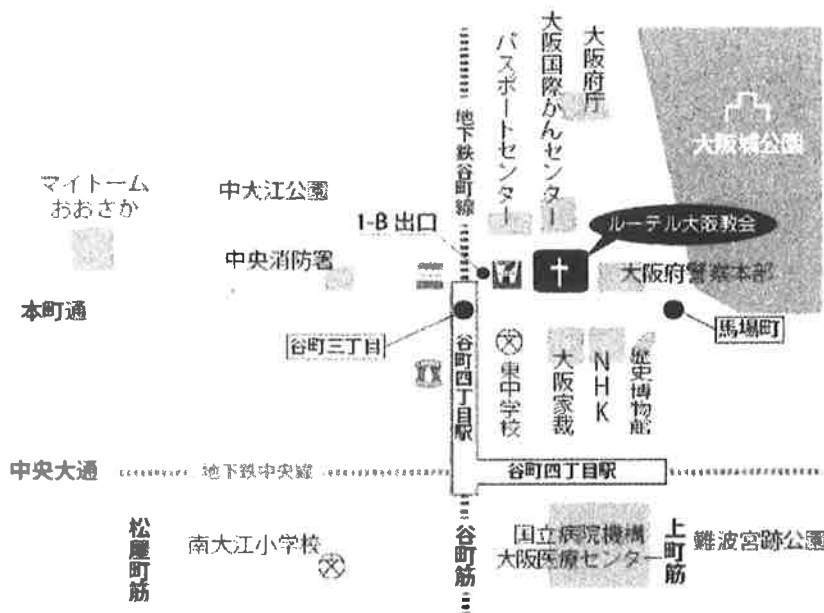 大阪府庁
大阪国際かんセンター
パスポートセンター
地下鉄谷町線
大阪城公園
マイドーム
おおさか
中大江公園
1-B 出口
ルーテル大阪教会
中央消防署
大阪府警察本部
本町通
谷町三丁目
馬場町
谷町四丁目駅
東中学校
大阪家裁
NHK
歴史博物館
中央大通
地下鉄中央線
谷町四丁目駅
松屋町筋
南大江小学校
谷町筋
国立病院機構
大阪医療センター
上町筋
難波宮跡公園